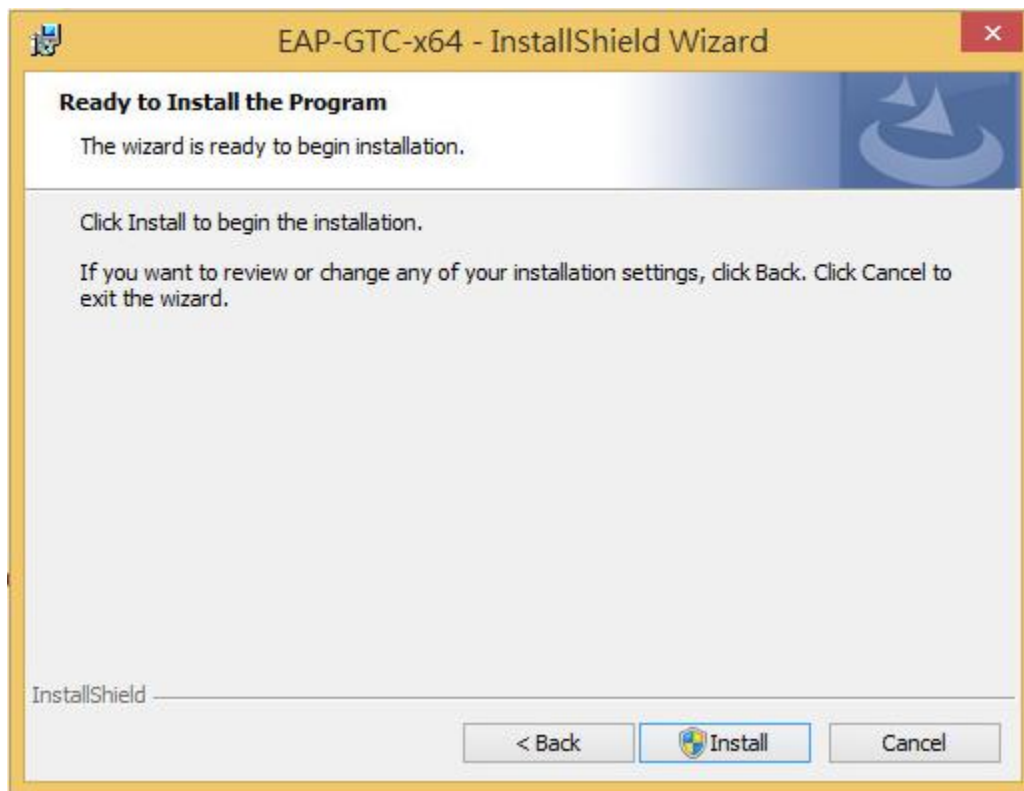 EAP-GTC-x64 - InstallShield Wizard
Ready to Install the Program
The wizard is ready to begin installation.
Click Install to begin the installation.
If you want to review or change any of your installation settings, click Back. Click Cancel to
exit the wizard.
InstallShield
< Back
Install
Cancel